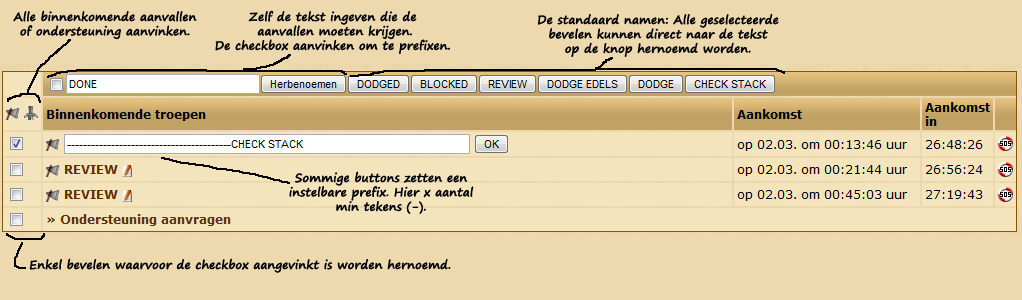 Alle binnenkomende aanvallen
of ondersteuning aanvinken.
Zelf de tekst ingeven die de
aanvallen moeten krijgen.
De checkbox aanvinken om te prefixen.
De standaard namen: Alle geselecteerde
bevelen kunnen direct naar de tekst
op de knop hernoemd worden.
DONE Herbenoemen DODGED BLOCKED REVIEW DODGE EDELS DODGE CHECK STACK
Binnenkomende troepen Aankomst Aankomst
in
-----------------------------------------CHECK STACK OK op 02.03. om 00:13:46 uur 26:48:26 SOS
REVIEW op 02.03. om 00:21:44 uur 26:56:24 SOS
REVIEW op 02.03. om 00:45:03 uur 27:19:43 SOS
» Ondersteuning aanvragen
Sommige buttons zetten een
instelbare prefix. Hier x aantal
min tekens (-).
Enkel bevelen waarvoor de checkbox aangevinkt is worden hernoemd.